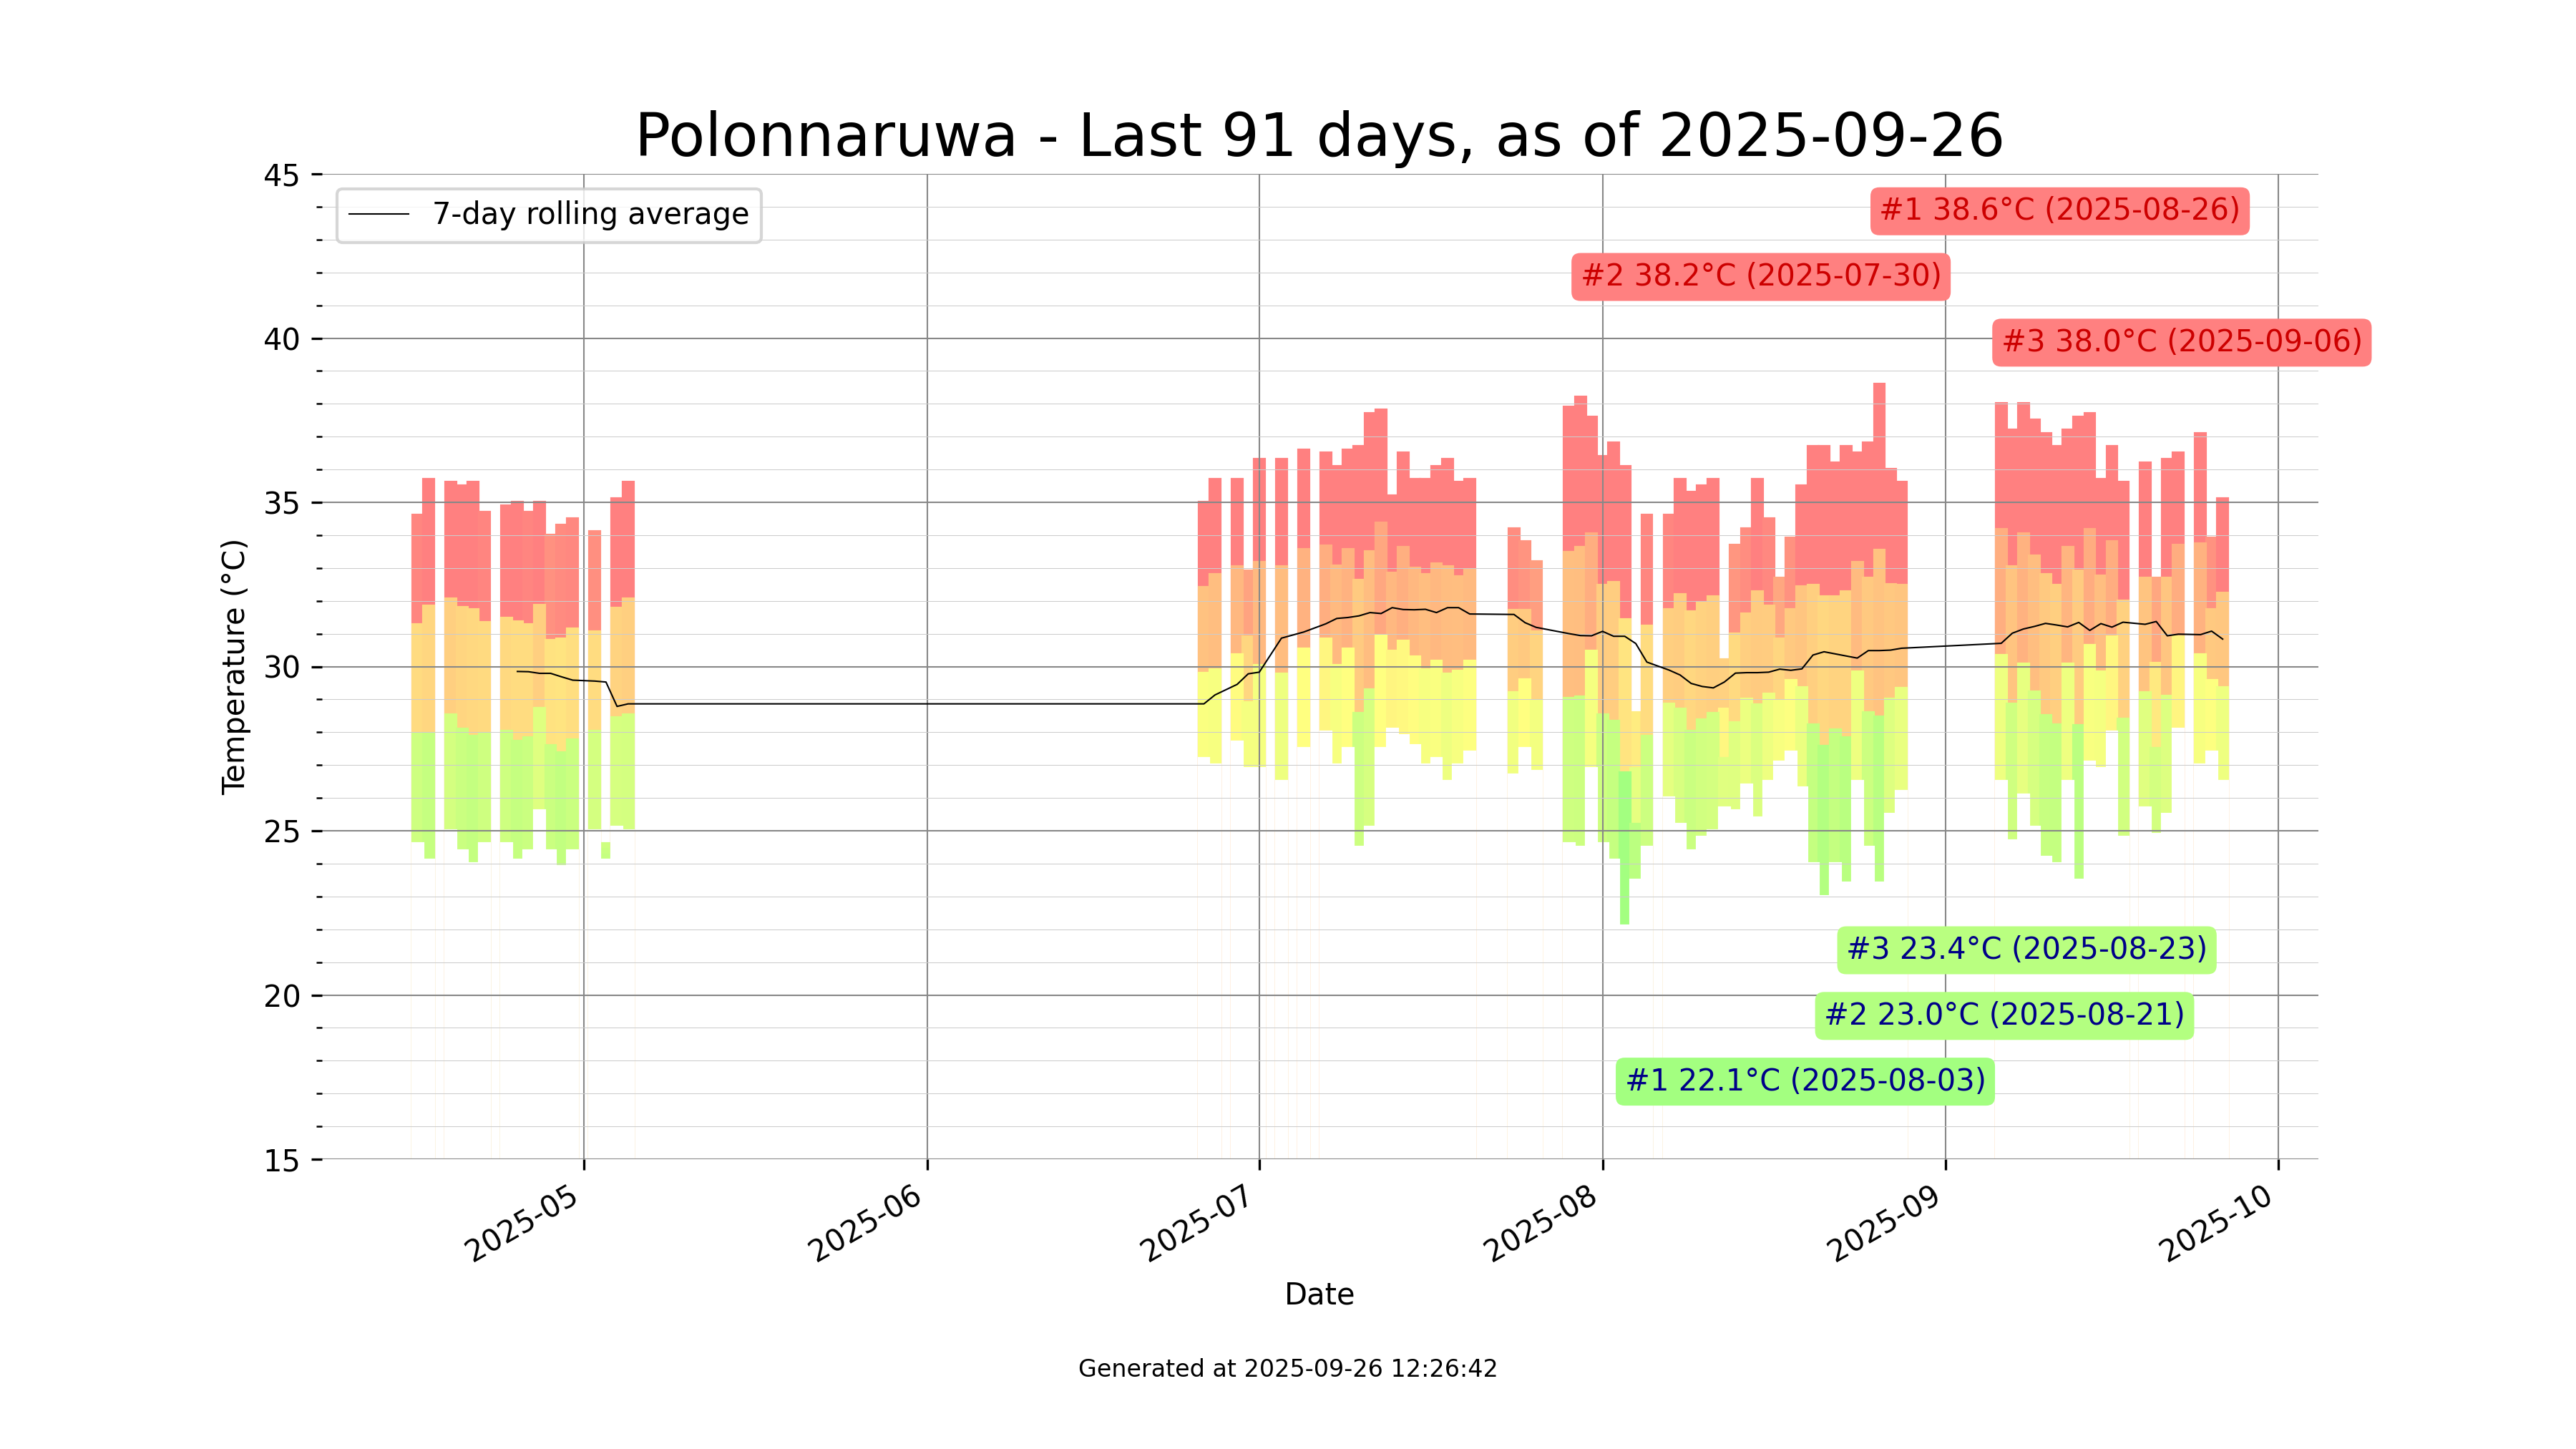 Polonnaruwa - Last 91 days, as of 2025-09-26
7-day rolling average
#1 38.6°C (2025-08-26)
#2 38.2°C (2025-07-30)
#3 38.0°C (2025-09-06)
45
40
35
30
25
20
15
Temperature (°C)
#3 23.4°C (2025-08-23)
#2 23.0°C (2025-08-21)
#1 22.1°C (2025-08-03)
2025-05
2025-06
2025-07
2025-08
2025-09
2025-10
Date
Generated at 2025-09-26 12:26:42